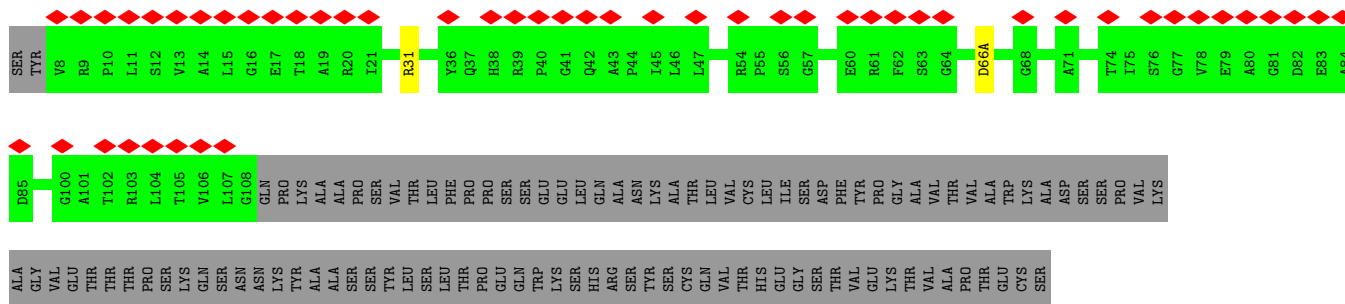 SER TYR V8 R9 P10 L11 S12 V13 A14 L15 G16 E17 T18 A19 R20 I21 R31 Y36 Q37 H38 R39 P40 G41 Q42 A43 P44 I45 L46 L47 R54 P55 S56 G57 E60 R61 F62 S63 G64 D66A G68 A71 T74 I75 S76 G77 V78 E79 A80 G81 D82 E83 A84
D85 G100 A101 T102 R103 L104 T105 V106 L107 G108 GLN PRO LYS ALA ALA PRO SER VAL THR LEU PHE PRO PRO SER SER GLU GLU LEU GLN ALA ASN LYS ALA THR LEU VAL CYS LEU ILE SER ASP PHE TYR PRO GLY ALA VAL THR VAL ALA TRP LYS ALA ASP SER SER PRO VAL LYS
ALA GLY VAL GLU THR THR THR PRO SER LYS GLN SER ASN ASN LYS TYR ALA ALA SER SER TYR LEU SER LEU THR PRO GLU GLN TRP LYS SER HIS ARG SER TYR SER CYS GLN VAL THR HIS GLU GLY SER THR VAL GLU LYS THR VAL ALA PRO THR GLU CYS SER